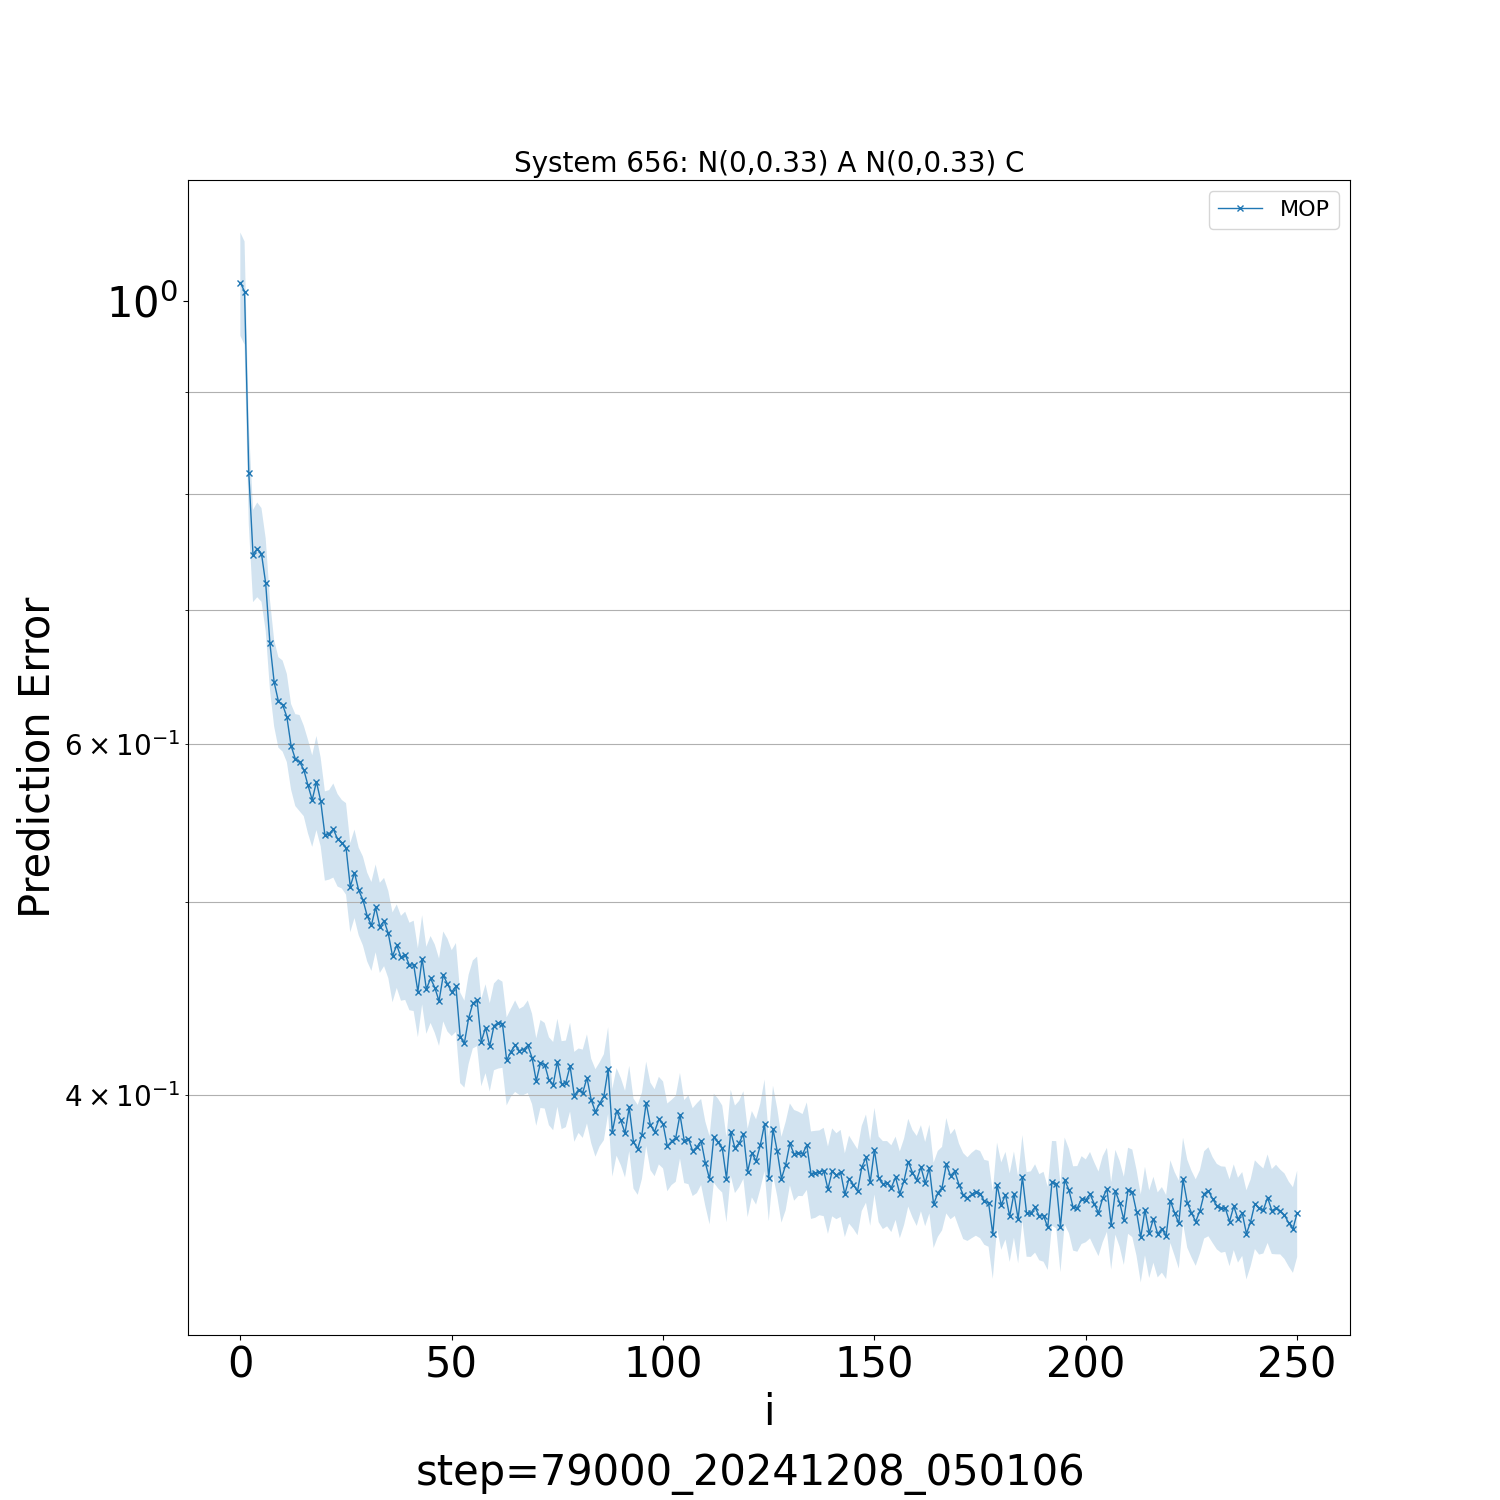 System 656: N(0,0.33) A N(0,0.33) C
MOP
10⁰
6 × 10⁻¹
4 × 10⁻¹
Prediction Error
0 50 100 150 200 250
i
step=79000_20241208_050106